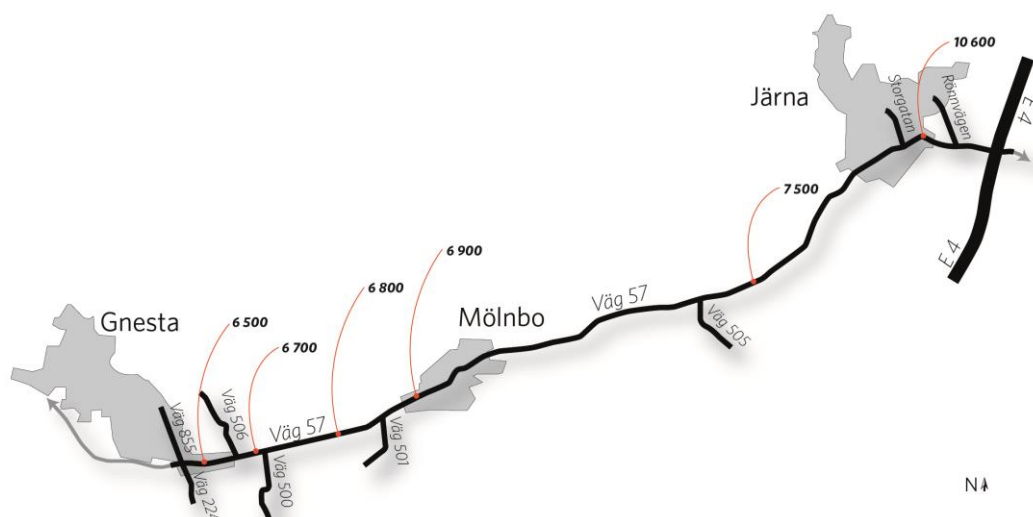 10 600
Järna
Storgatan
Rönnvägen
E 4
7 500
E 4
6 900
6 800
Väg 57
Gnesta
6 500
Mölnbo
6 700
Väg 505
Väg 506
Väg 855
Väg 57
Väg 501
Väg 500
Väg 224
N